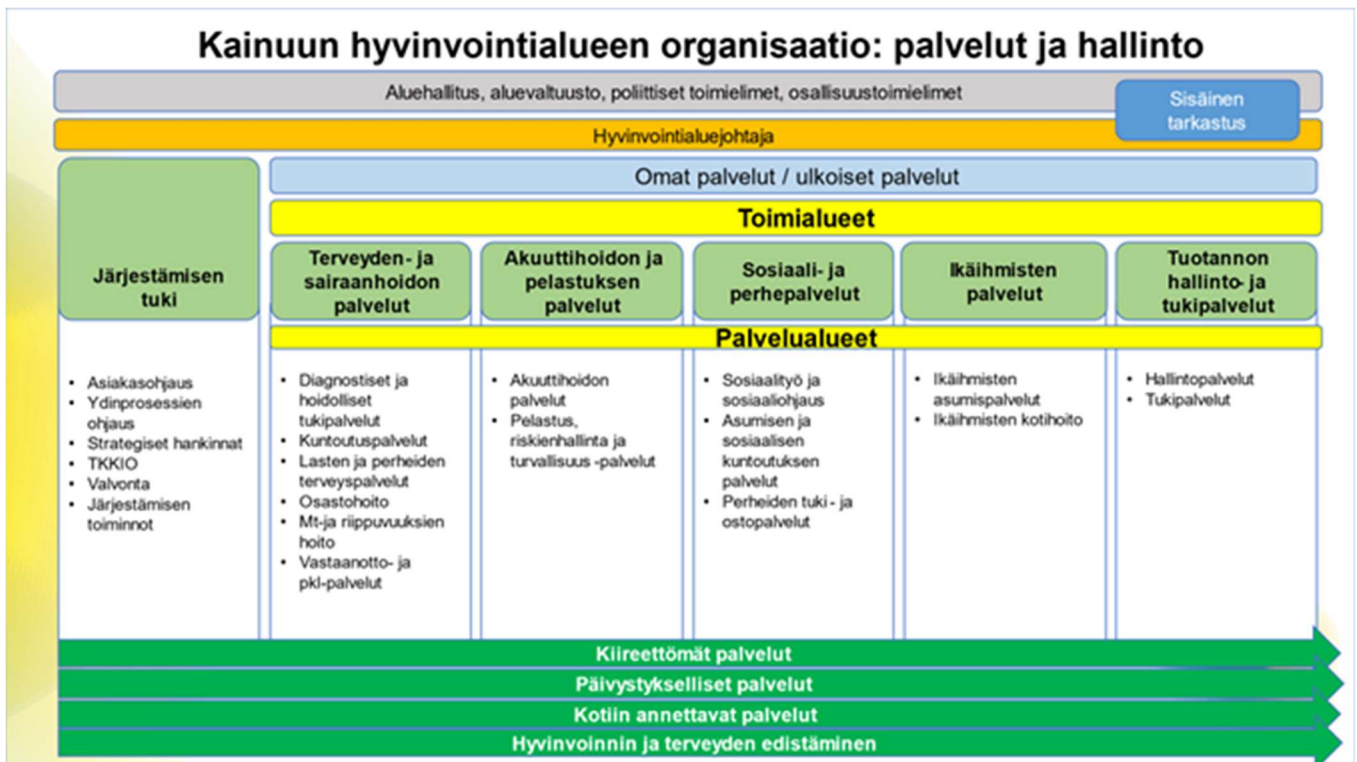 Kainuun hyvinvointialueen organisaatio: palvelut ja hallinto
Aluehallitus, aluevaltuusto, poliittiset toimielimet, osallisuustoimielimet
Sisäinen
tarkastus
Hyvinvointialuejohtaja
Omat palvelut / ulkoiset palvelut
Toimialueet
Järjestämisen
tuki
Terveyden- ja
sairaanhoidon
palvelut
Akuuttihoidon ja
pelastuksen
palvelut
Sosiaali- ja
perhepalvelut
Ikäihmisten
palvelut
Tuotannon
hallinto- ja
tukipalvelut
Palvelualueet
• Asiakasohjaus
• Ydinprosessien
ohjaus
• Strategiset hankinnat
• TKKIO
• Valvonta
• Järjestämisen
toiminnot
• Diagnostiset ja
hoidolliset
tukipalvelut
• Kuntoutuspalvelut
• Lasten ja perheiden
terveyspalvelut
• Osastohoito
• Mt-ja riippuvuuksien
hoito
• Vastaanotto- ja
pkl-palvelut
• Akuuttihoidon
palvelut
• Pelastus,
riskienhallinta ja
turvallisuus -palvelut
• Sosiaalityö ja
sosiaaliohjaus
• Asumisen ja
sosiaalisen
kuntoutuksen
palvelut
• Perheiden tuki - ja
ostopalvelut
• Ikäihmisten
asumispalvelut
• Ikäihmisten kotihoito
• Hallintopalvelut
• Tukipalvelut
Kiireettömät palvelut
Päivystykselliset palvelut
Kotiin annettavat palvelut
Hyvinvoinnin ja terveyden edistäminen